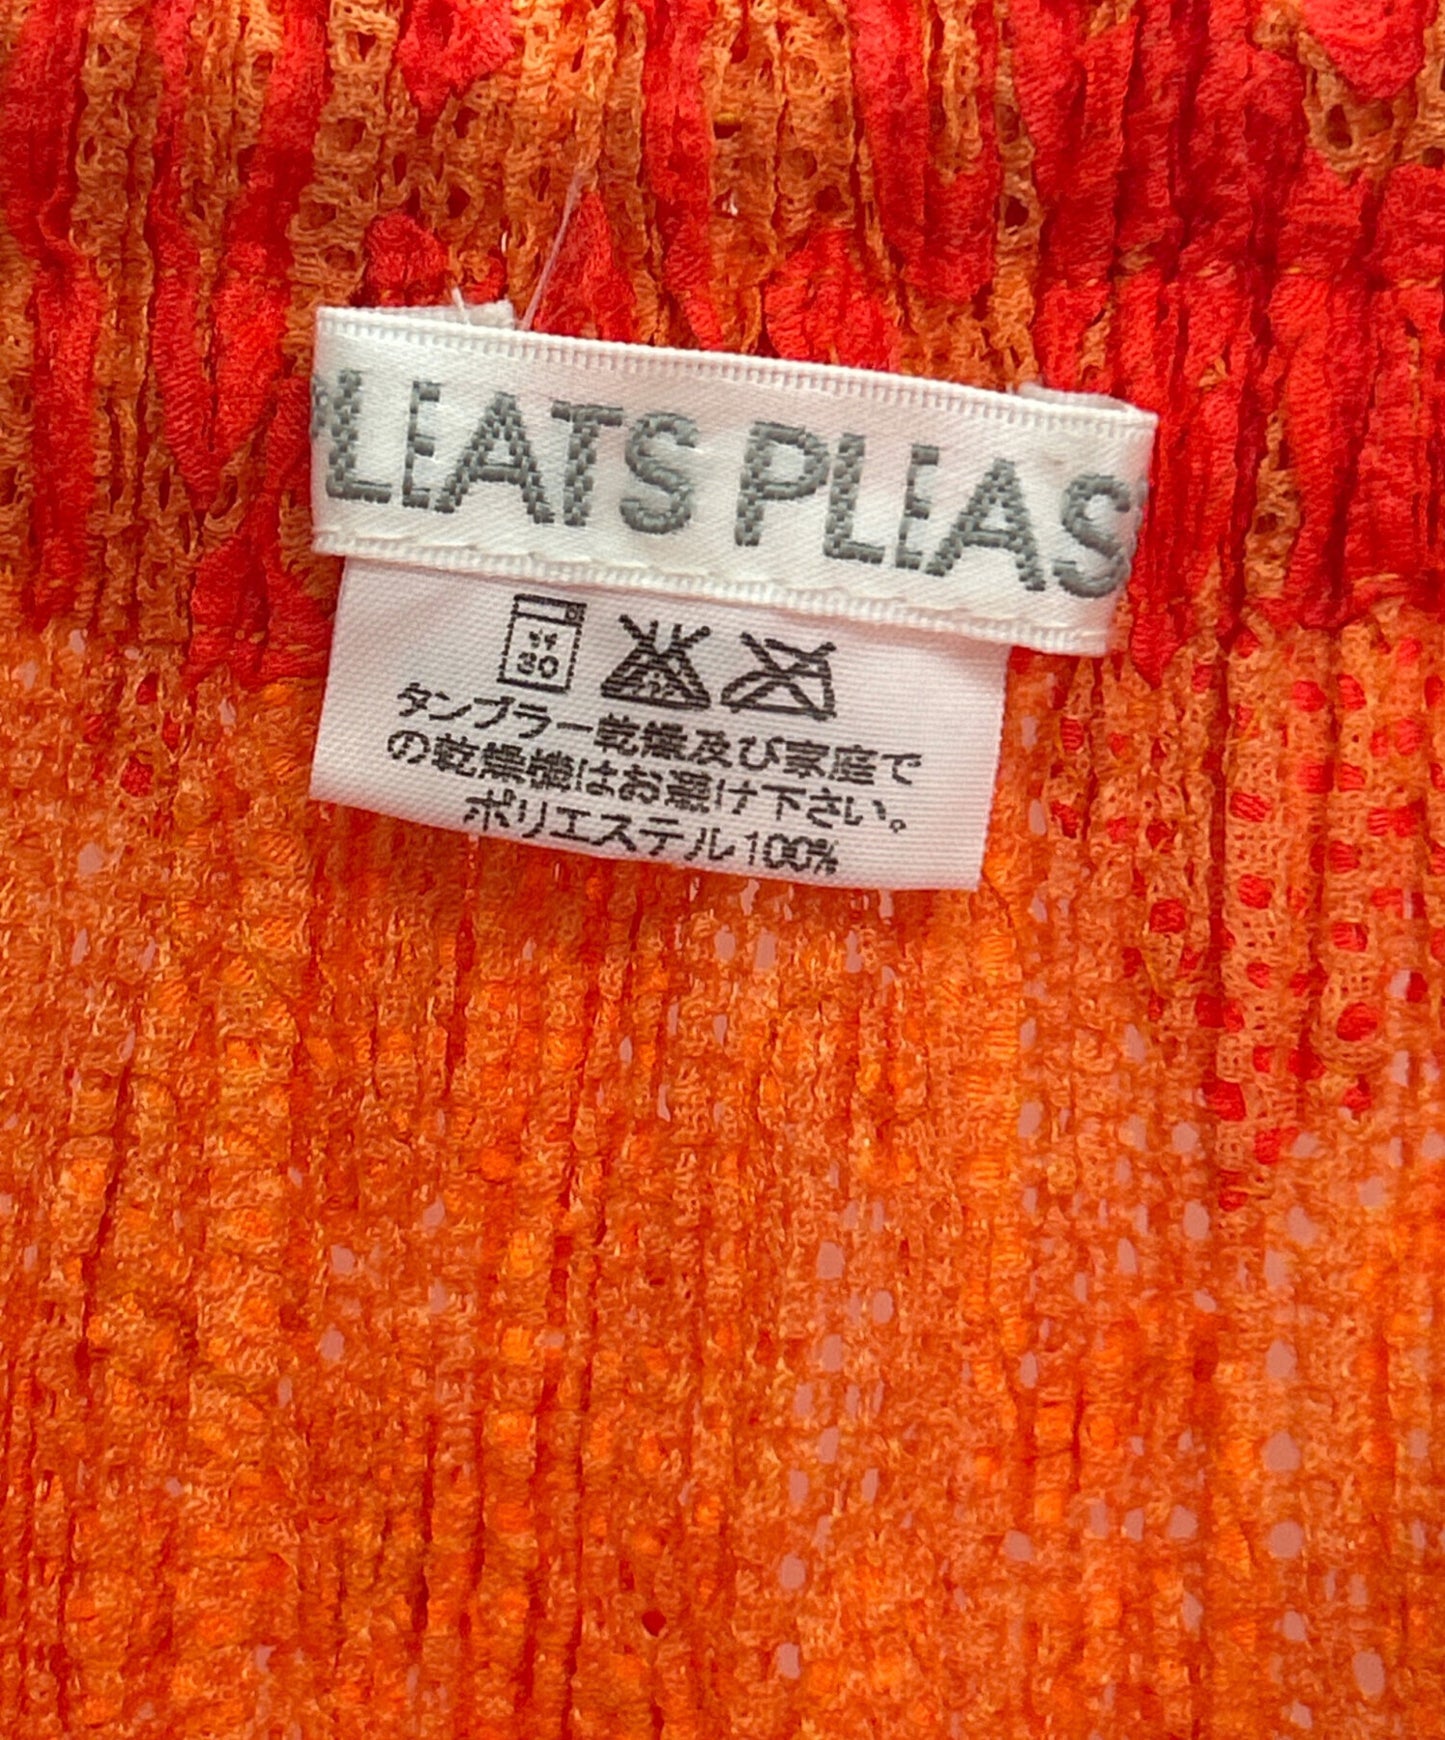 PLEATS PLEAS
30
タンブラー乾燥及び家庭で
の乾燥機はお避け下さい。
ポリエステル100%